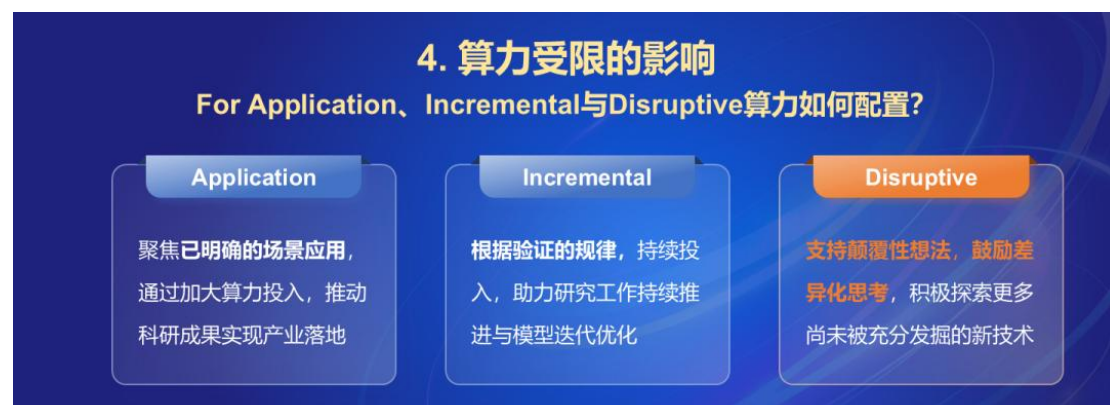 4. 算力受限的影响
For Application、Incremental与Disruptive算力如何配置?
Application
聚焦已明确的场景应用，
通过加大算力投入，推动
科研成果实现产业落地
Incremental
根据验证的规律，持续投
入，助力研究工作持续推
进与模型迭代优化
Disruptive
支持颠覆性想法，鼓励差
异化思考，积极探索更多
尚未被充分发掘的新技术